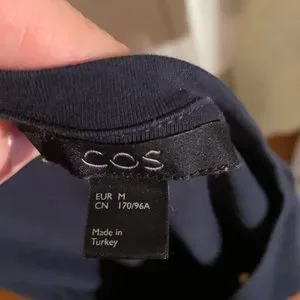 COS
EUR M
CN 170/96A
Made in
Turkey